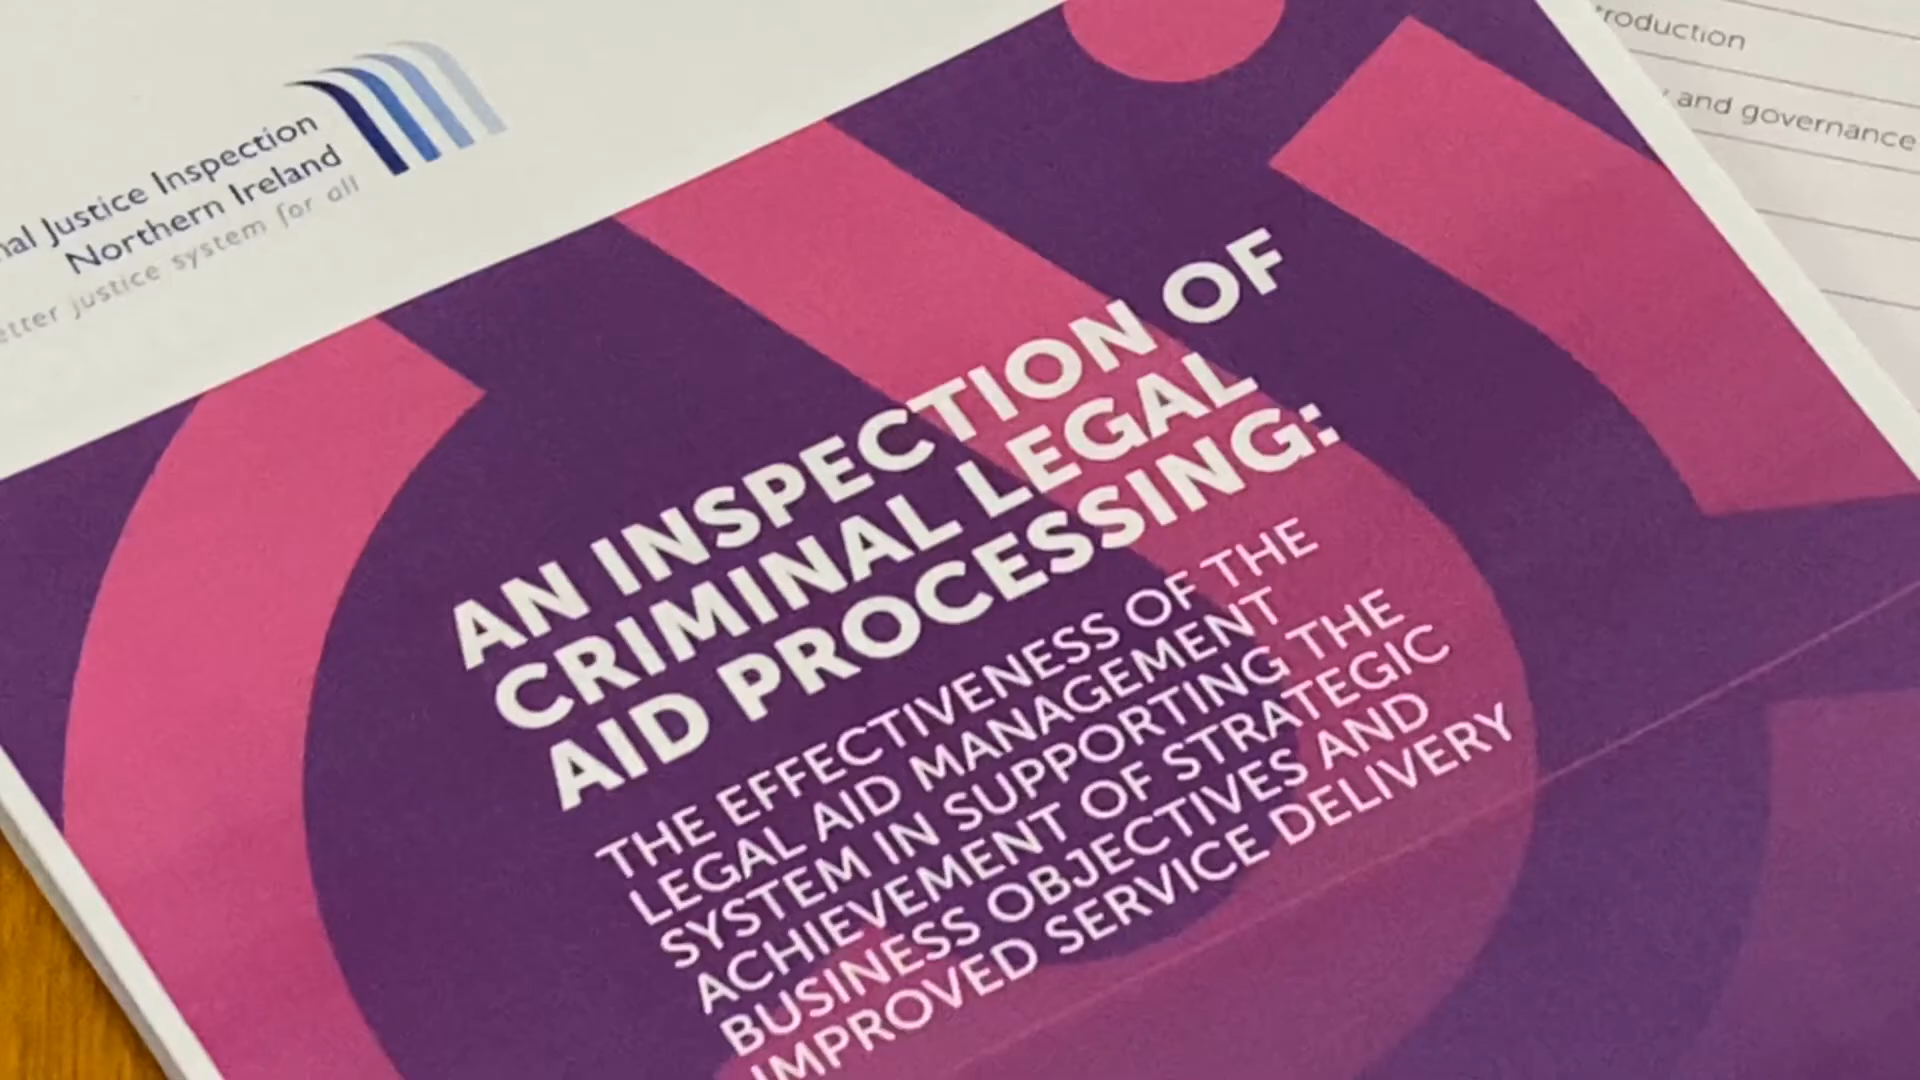 nal Justice Inspection
Northern Ireland
etter justice system for all
AN INSPECTION OF
CRIMINAL LEGAL
AID PROCESSING:
THE EFFECTIVENESS OF THE
LEGAL AID MANAGEMENT
SYSTEM IN SUPPORTING THE
ACHIEVEMENT OF STRATEGIC
BUSINESS OBJECTIVES AND
IMPROVED SERVICE DELIVERY
troduction
and governance